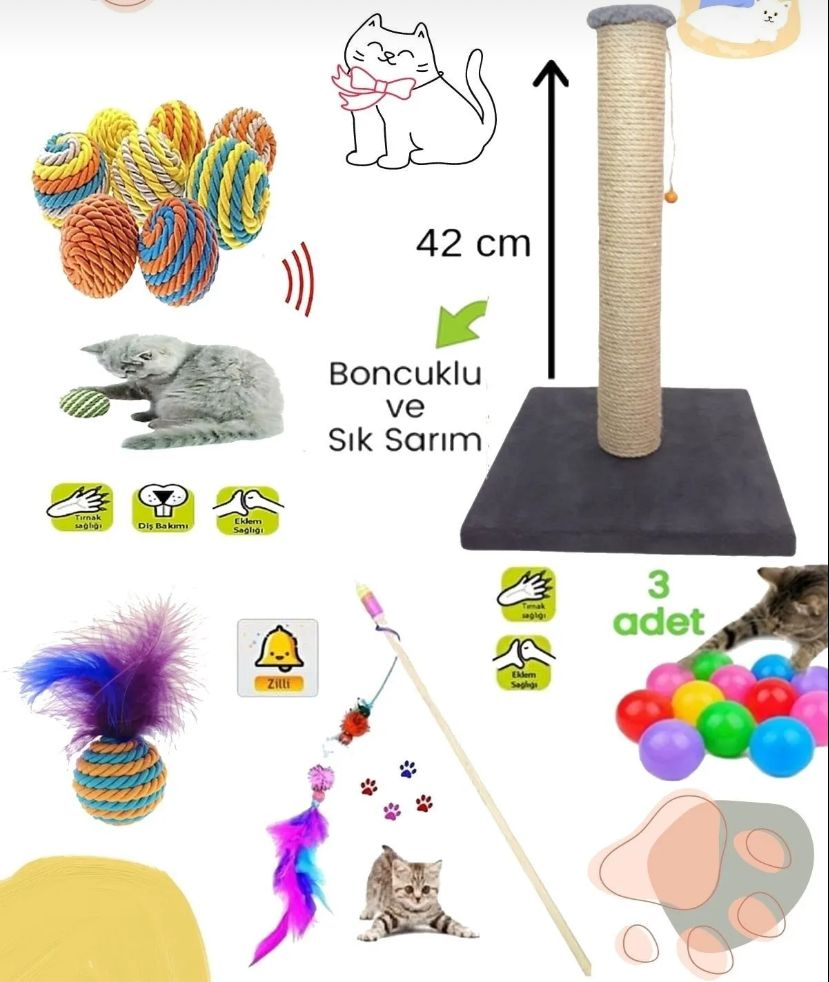 42 cm
Boncuklu
ve
Sık Sarım
Tırnak
sağlığı
Diş Bakımı
Eklem
Sağlığı
Zilli
Tırnak
sağlığı
Eklem
Sağlığı
3
adet